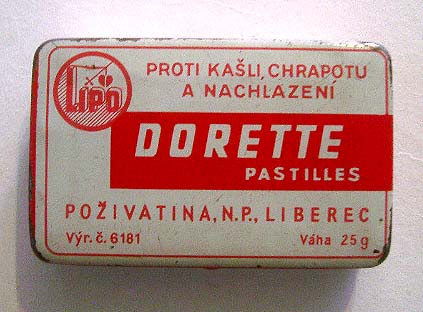 LIPO
PROTI KAŠLI, CHRAPOTU
A NACHLAZENÍ
DORETTE
PASTILLES
POŽIVATINA, N.P., LIBEREC
Výr. č. 6181 Váha 25 g